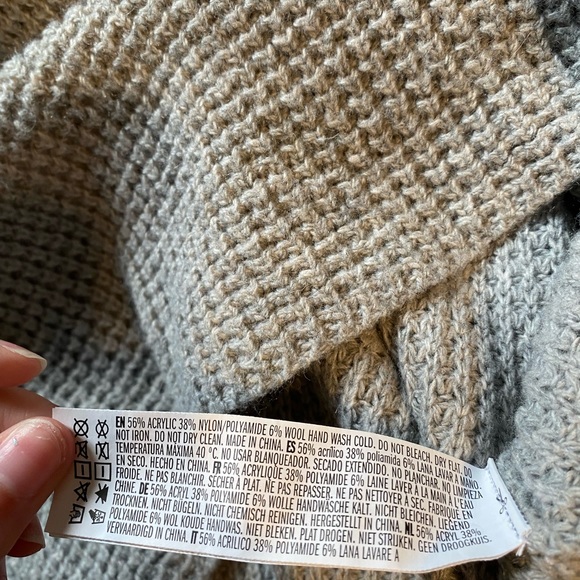 EN 56% ACRYLIC 38% NYLON/POLYAMIDE 6% WOOL HAND WASH COLD. DO NOT BLEACH. DRY FLAT. DO
NOT IRON. DO NOT DRY CLEAN. MADE IN CHINA. ES 56% acrílico 38% poliamida 6% LANA LAVAR A MANO.
TEMPERATURA MÁXIMA 40 °C. NO USAR BLANQUEADOR. SECADO EXTENDIDO. NO PLANCHAR. NO LIMPIEZA
EN SECO. HECHO EN CHINA. FR 56% ACRYLIQUE 38% POLYAMIDE 6% LAINE LAVER À LA MAIN À L'EAU
FROIDE. NE PAS BLANCHIR. SÉCHER À PLAT. NE PAS REPASSER. NE PAS NETTOYER À SEC. FABRIQUÉ EN
CHINE. DE 56% ACRYL 38% POLYAMIDE 6% WOLLE HANDWÄSCHE KALT. NICHT BLEICHEN. LIEGEND
TROCKNEN. NICHT BÜGELN. NICHT CHEMISCH REINIGEN. HERGESTELLT IN CHINA. NL 56% ACRYL 38%
POLYAMIDE 6% WOL KOUDE HANDWAS. NIET BLEKEN. PLAT DROGEN. NIET STRIJKEN. GEEN DROOGKUIS.
VERVAARDIGD IN CHINA. IT 56% ACRILICO 38% POLYAMIDE 6% LANA LAVARE A